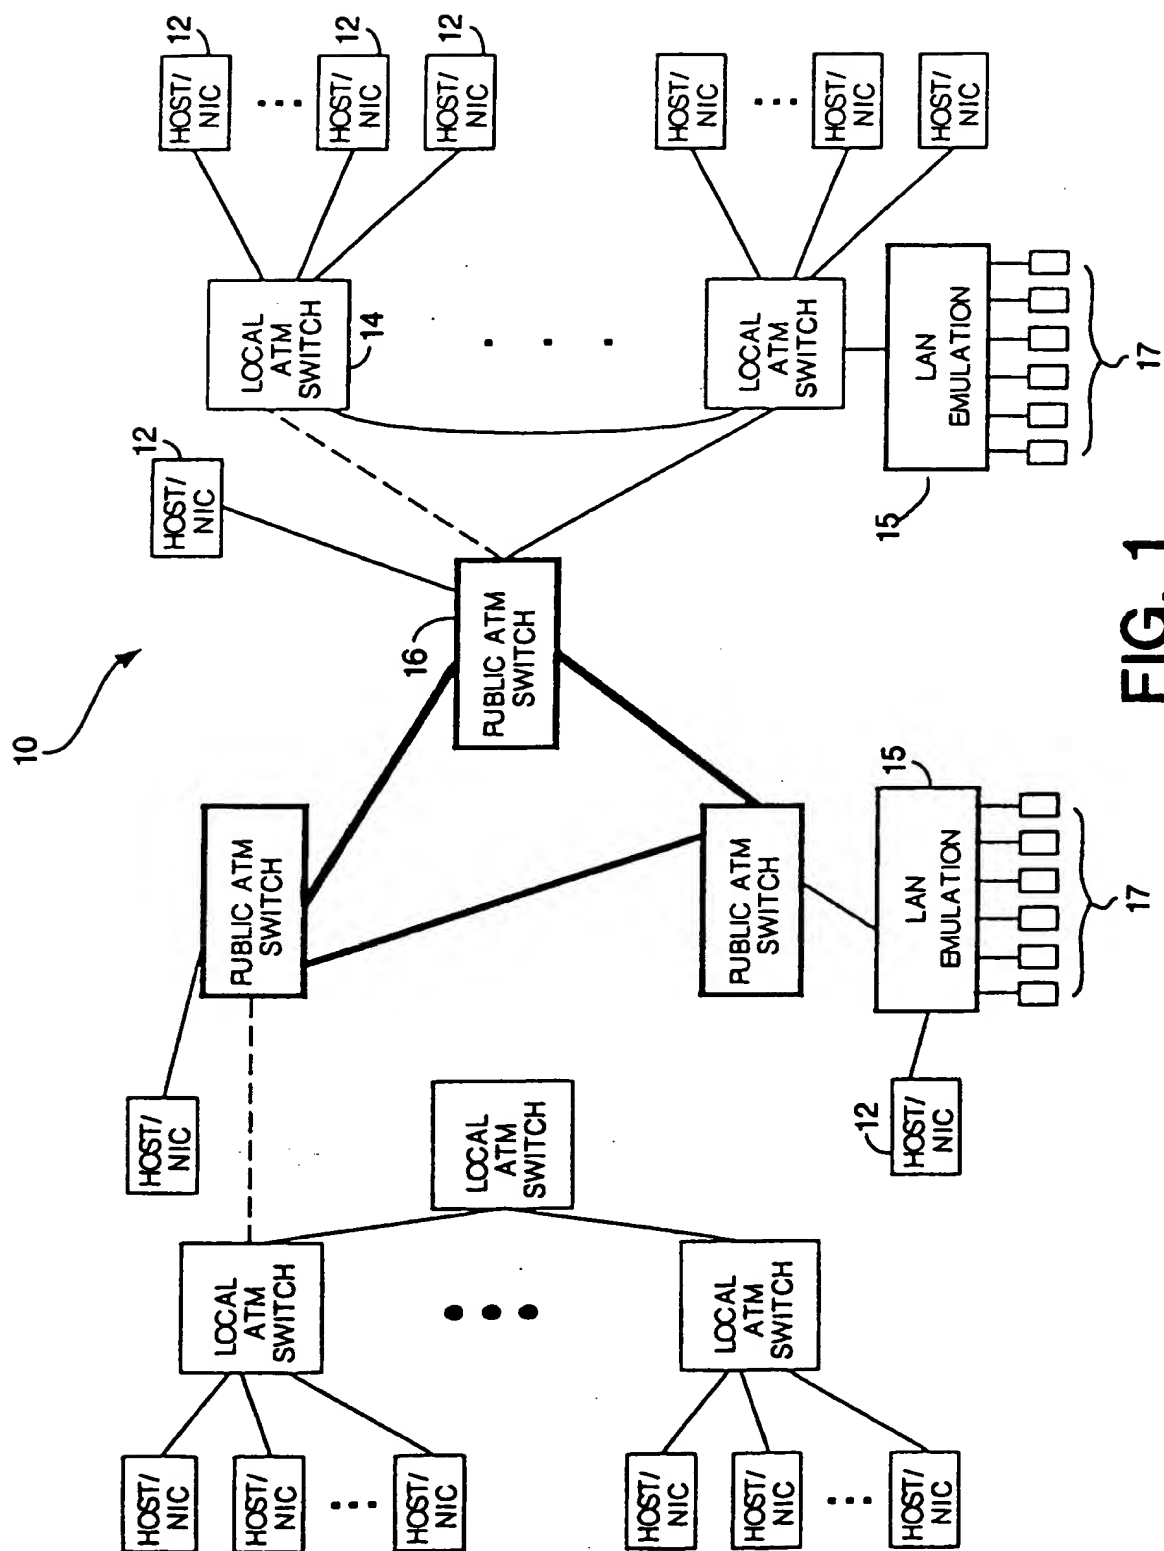 10
HOST/
NIC
HOST/
NIC
HOST/
NIC
HOST/
NIC
HOST/
NIC
HOST/
NIC
LOCAL
ATM
SWITCH
LOCAL
ATM
SWITCH
LOCAL
ATM
SWITCH
HOST/
NIC
PUBLIC ATM
SWITCH
PUBLIC ATM
SWITCH
16
PUBLIC ATM
SWITCH
12
HOST/
NIC
12
HOST/
NIC
15
LAN
EMULATION
17
LOCAL
ATM
SWITCH
14
12
HOST/
NIC
12
HOST/
NIC
12
HOST/
NIC
LOCAL
ATM
SWITCH
HOST/
NIC
HOST/
NIC
HOST/
NIC
15
LAN
EMULATION
17
FIG. 1